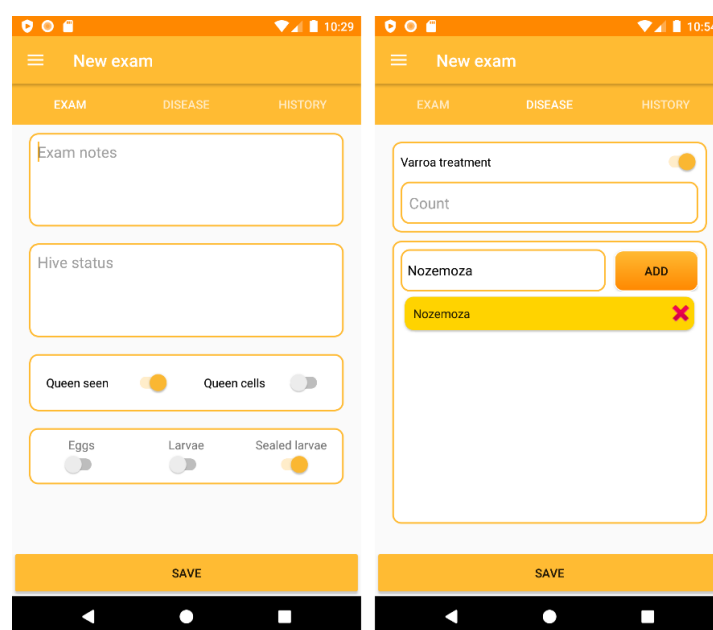 10:29
New exam
EXAM DISEASE HISTORY
Exam notes
Hive status
Queen seen Queen cells
Eggs Larvae Sealed larvae
SAVE
10:54
New exam
EXAM DISEASE HISTORY
Varroa treatment
Count
Nozemoza ADD
Nozemoza
SAVE